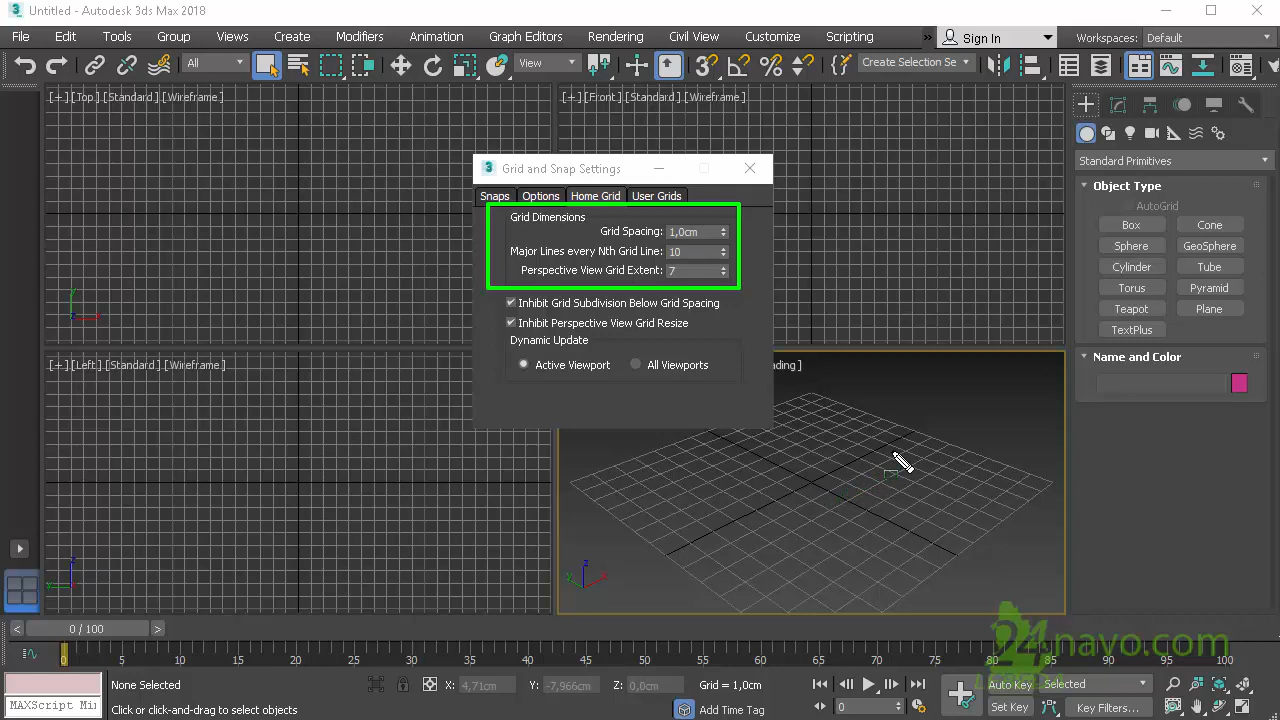 Untitled - Autodesk 3ds Max 2018
File Edit Tools Group Views Create Modifiers Animation Graph Editors Rendering Civil View Customize Scripting » Sign In Workspaces: Default
All View Create Selection Se
[+][Top][Standard][Wireframe]
[+][Front][Standard][Wireframe]
Grid and Snap Settings
Snaps Options Home Grid User Grids
Grid Dimensions
Grid Spacing: 1,0cm
Major Lines every Nth Grid Line: 10
Perspective View Grid Extent: 7
Inhibit Grid Subdivision Below Grid Spacing
Inhibit Perspective View Grid Resize
Dynamic Update
Active Viewport All Viewports
Standard Primitives
Object Type
AutoGrid
Box Cone
Sphere GeoSphere
Cylinder Tube
Torus Pyramid
Teapot Plane
TextPlus
Name and Color
[+][Left][Standard][Wireframe]
ding]
0 / 100
0 5 10 15 20 25 30 35 40 45 50 55 60 65 70 75 80 85 90 95 100
24navo.com
None Selected X: 4,71cm Y: -7,966cm Z: 0,0cm Grid = 1,0cm Auto Key Selected
MAXScript Mi Click or click-and-drag to select objects Add Time Tag 0 Set Key Key Filters...